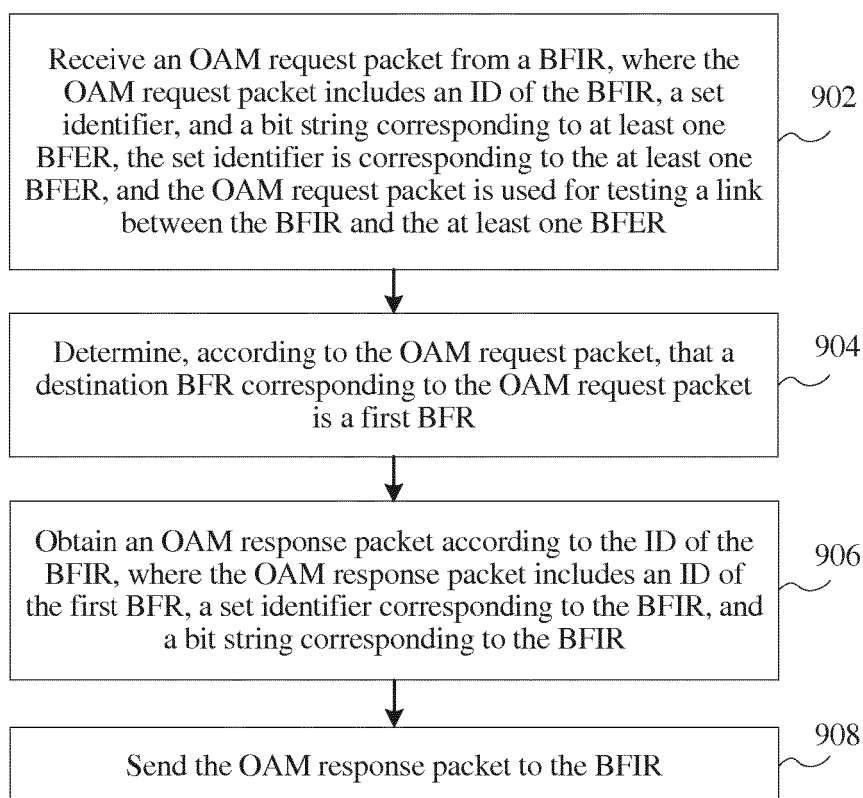 Receive an OAM request packet from a BFIR, where the
OAM request packet includes an ID of the BFIR, a set
identifier, and a bit string corresponding to at least one
BFER, the set identifier is corresponding to the at least one
BFER, and the OAM request packet is used for testing a link
between the BFIR and the at least one BFER
902
Determine, according to the OAM request packet, that a
destination BFR corresponding to the OAM request packet
is a first BFR
904
Obtain an OAM response packet according to the ID of the
BFIR, where the OAM response packet includes an ID of
the first BFR, a set identifier corresponding to the BFIR, and
a bit string corresponding to the BFIR
906
Send the OAM response packet to the BFIR
908